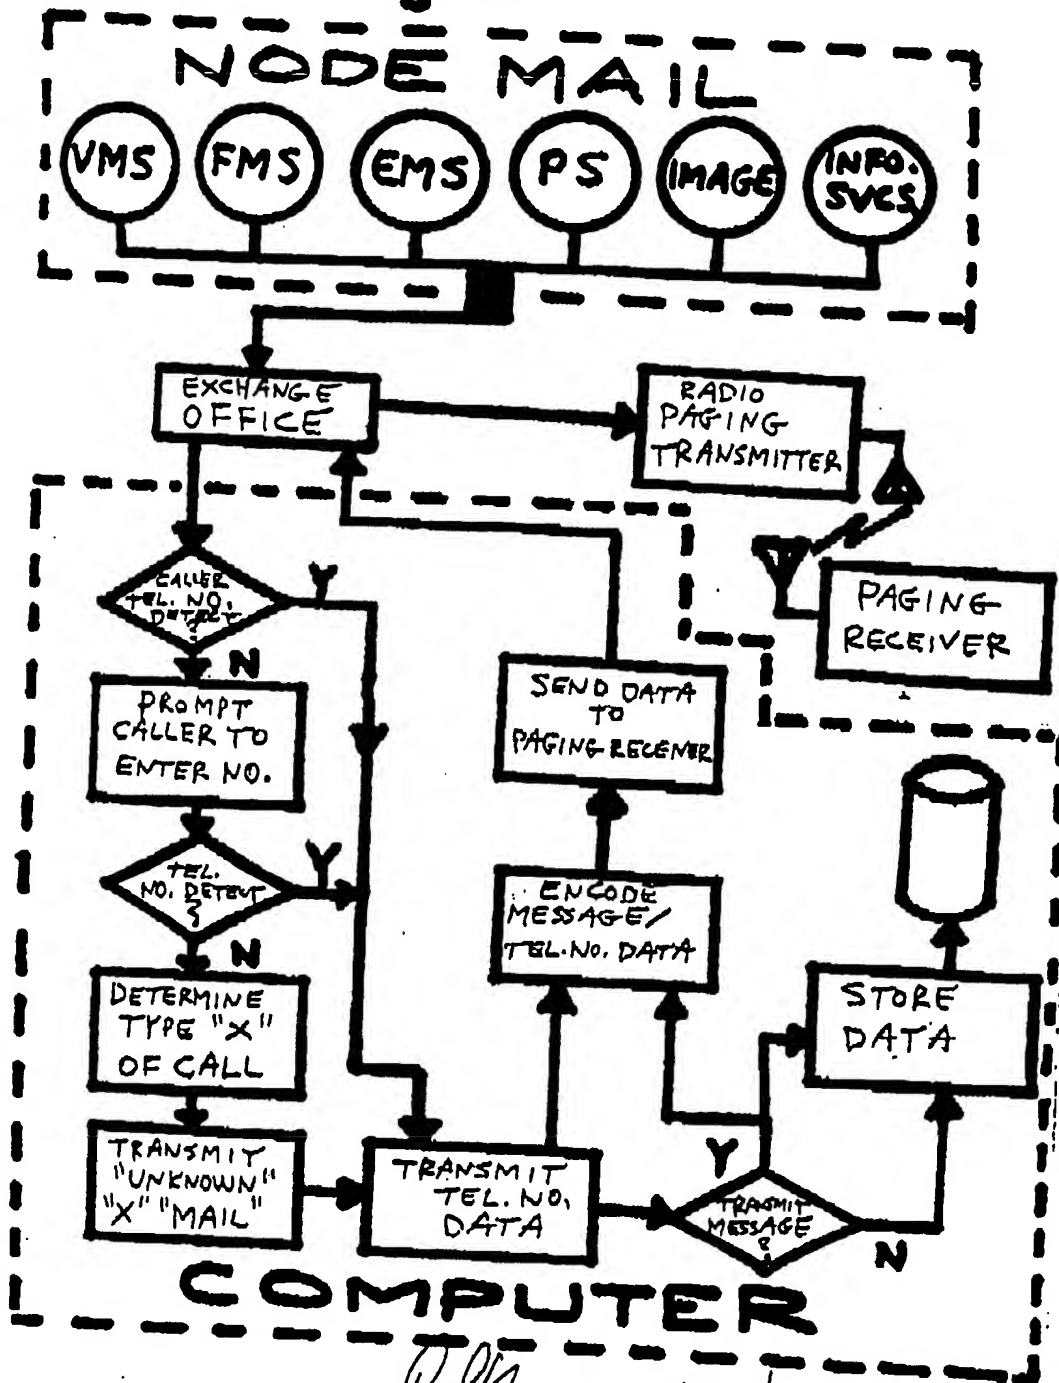 NODE MAIL
VMS
FMS
EMS
PS
IMAGE
INFO.
SVCS
EXCHANGE
OFFICE
RADIO
PAGING
TRANSMITTER
PAGING
RECEIVER
CALLER
TEL. NO.
DETECT
?
Y
N
PROMPT
CALLER TO
ENTER NO.
TEL.
NO. DETECT
?
Y
N
DETERMINE
TYPE "X"
OF CALL
TRANSMIT
"UNKNOWN"
"X" "MAIL"
TRANSMIT
TEL. NO.
DATA
SEND DATA
TO
PAGING RECEIVER
ENCODE
MESSAGE/
TEL. NO. DATA
STORE
DATA
Y
TRASMIT
MESSAGE
?
N
COMPUTER